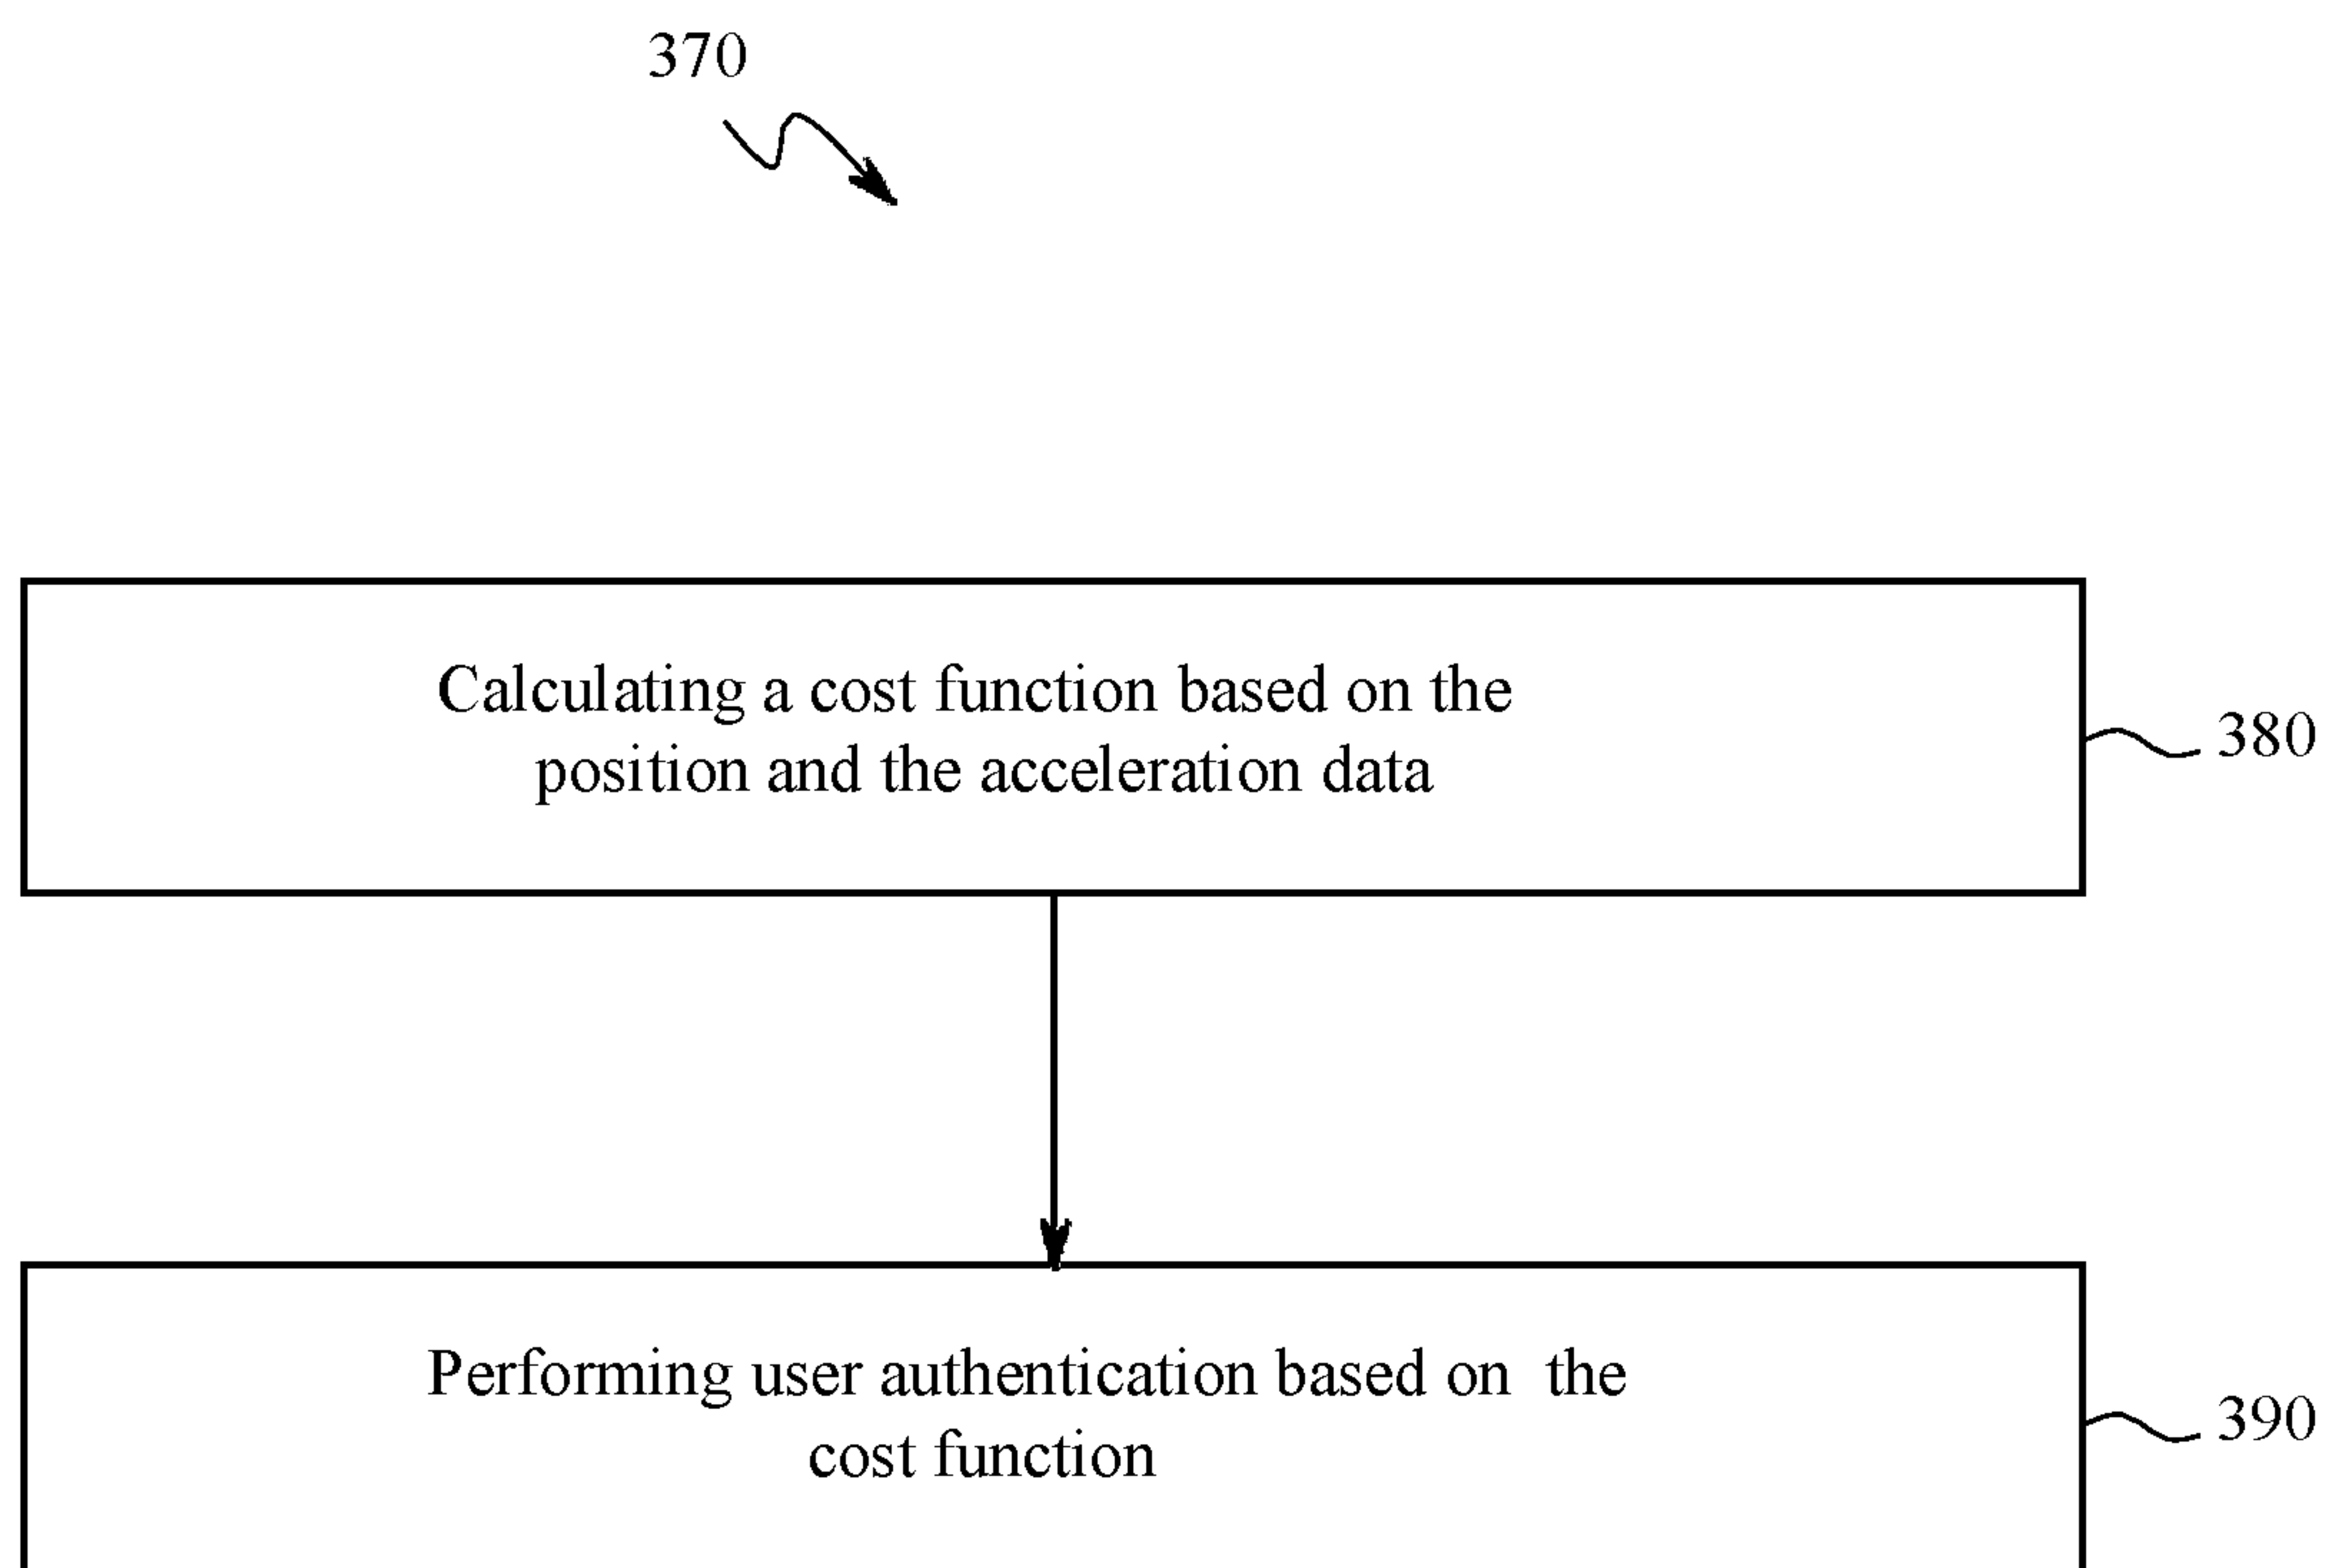 370
Calculating a cost function based on the
position and the acceleration data
380
Performing user authentication based on the
cost function
390